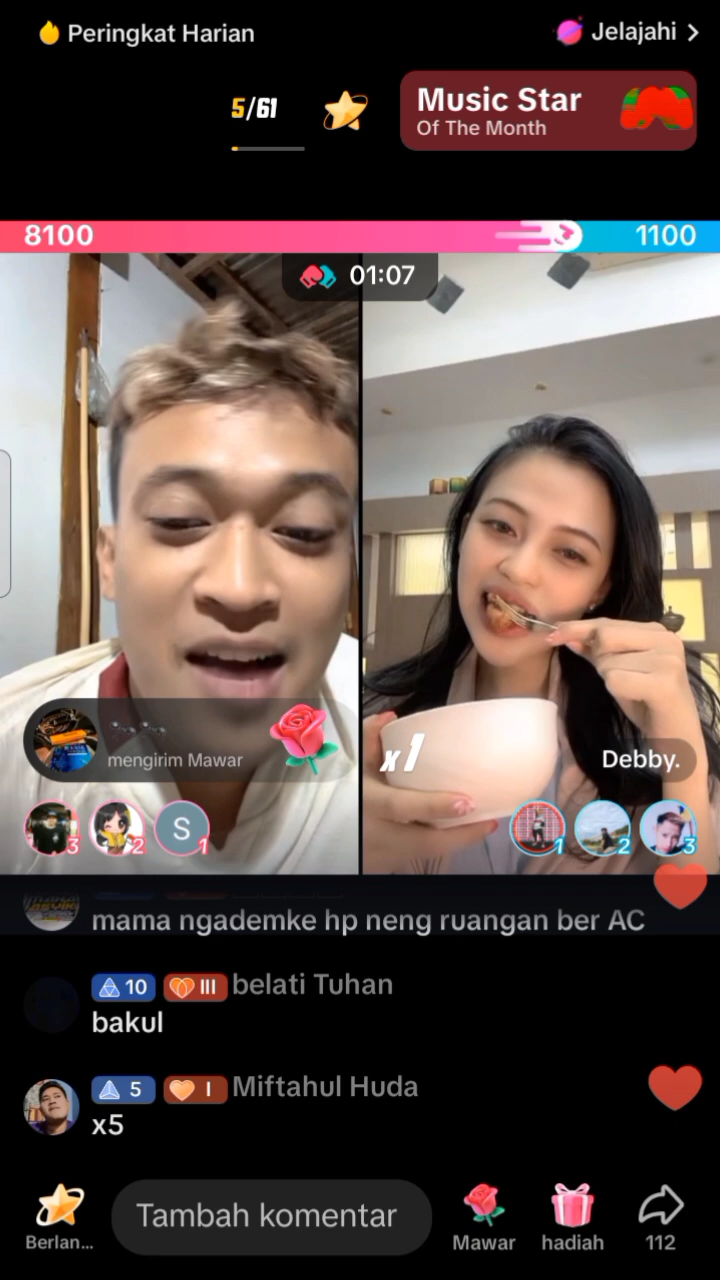 Peringkat Harian
Jelajahi >
5/61
Music Star
Of The Month
8100
1100
01:07
mengirim Mawar
x1
Debby.
S
3
2
1
1
2
3
mama ngademke hp neng ruangan ber AC
10 III belati Tuhan
bakul
5 I Miftahul Huda
x5
Berlan...
Tambah komentar
Mawar
hadiah
112